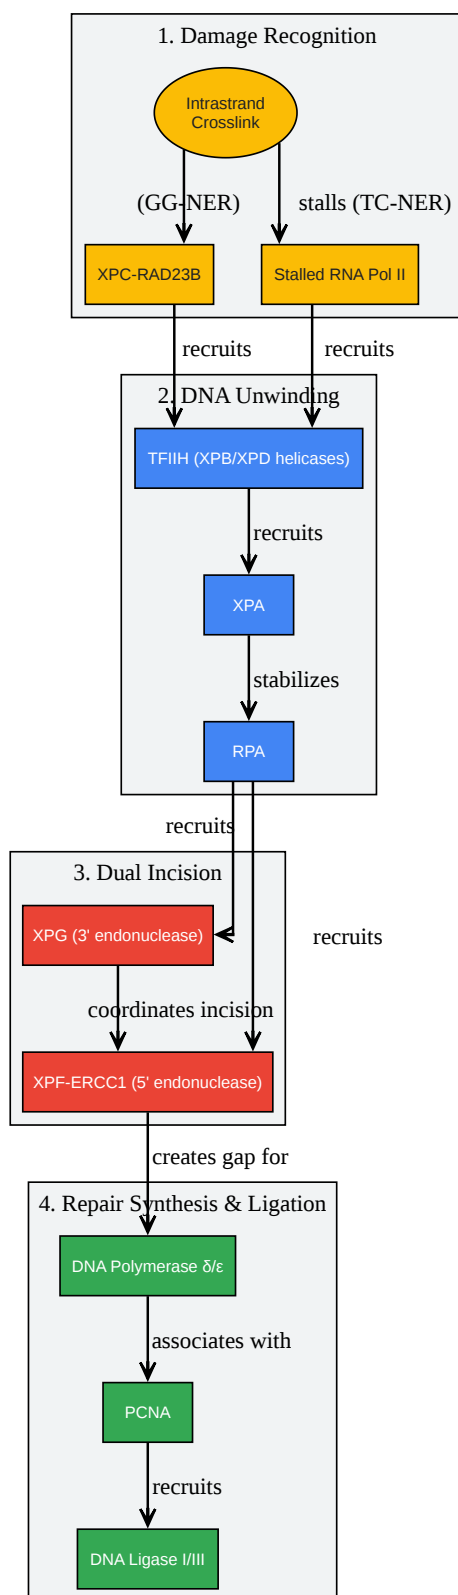 1. Damage Recognition
Intrastrand
Crosslink
(GG-NER)
stalls (TC-NER)
XPC-RAD23B
Stalled RNA Pol II
recruits
recruits
2. DNA Unwinding
TFIIH (XPB/XPD helicases)
recruits
XPA
stabilizes
RPA
recruits
3. Dual Incision
XPG (3' endonuclease)
recruits
coordinates incision
XPF-ERCC1 (5' endonuclease)
creates gap for
4. Repair Synthesis & Ligation
DNA Polymerase δ/ε
associates with
PCNA
recruits
DNA Ligase I/III